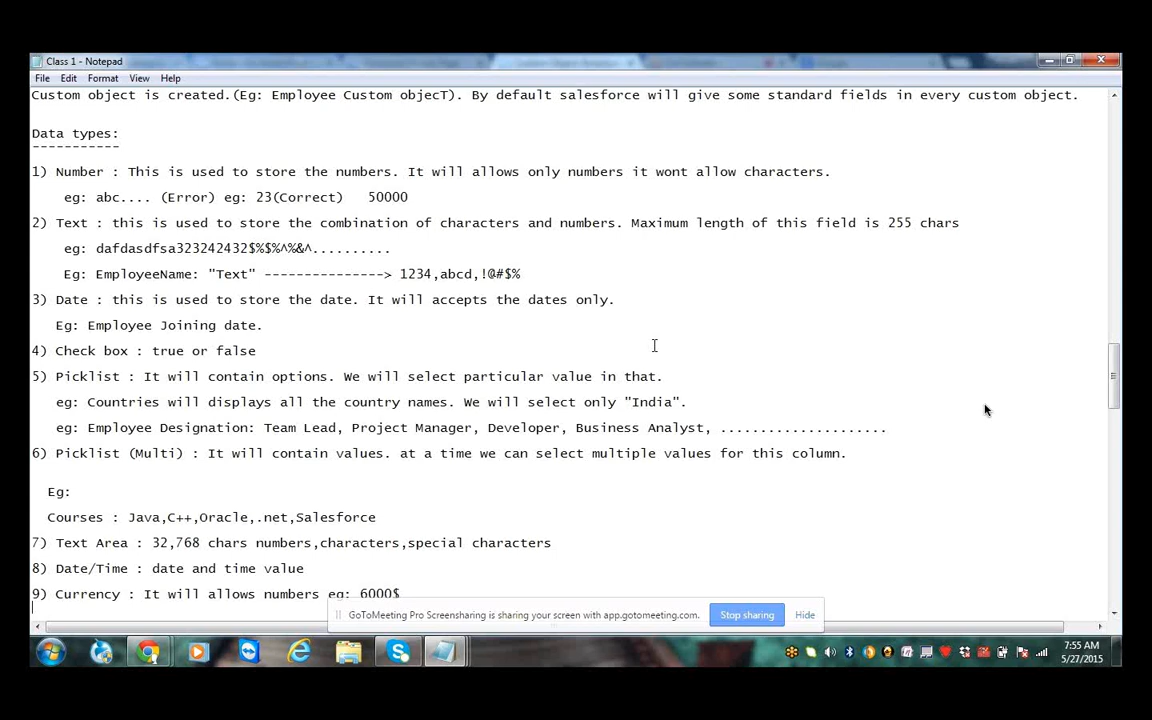 Class 1 - Notepad
File Edit Format View Help
Custom object is created.(Eg: Employee Custom objecT). By default salesforce will give some standard fields in every custom object.
Data types:
-----------
1) Number : This is used to store the numbers. It will allows only numbers it wont allow characters.
eg: abc.... (Error) eg: 23(Correct) 50000
2) Text : this is used to store the combination of characters and numbers. Maximum length of this field is 255 chars
eg: dafdasdfsa323242432$%$%^%&^..........
Eg: EmployeeName: "Text" ---------------> 1234,abcd,!@#$%
3) Date : this is used to store the date. It will accepts the dates only.
Eg: Employee Joining date.
4) Check box : true or false
5) Picklist : It will contain options. We will select particular value in that.
eg: Countries will displays all the country names. We will select only "India".
eg: Employee Designation: Team Lead, Project Manager, Developer, Business Analyst, .....................
6) Picklist (Multi) : It will contain values. at a time we can select multiple values for this column.
Eg:
Courses : Java,C++,Oracle,.net,Salesforce
7) Text Area : 32,768 chars numbers,characters,special characters
8) Date/Time : date and time value
9) Currency : It will allows numbers eg: 6000$
GoToMeeting Pro Screensharing is sharing your screen with app.gotomeeting.com. Stop sharing Hide
7:55 AM
5/27/2015